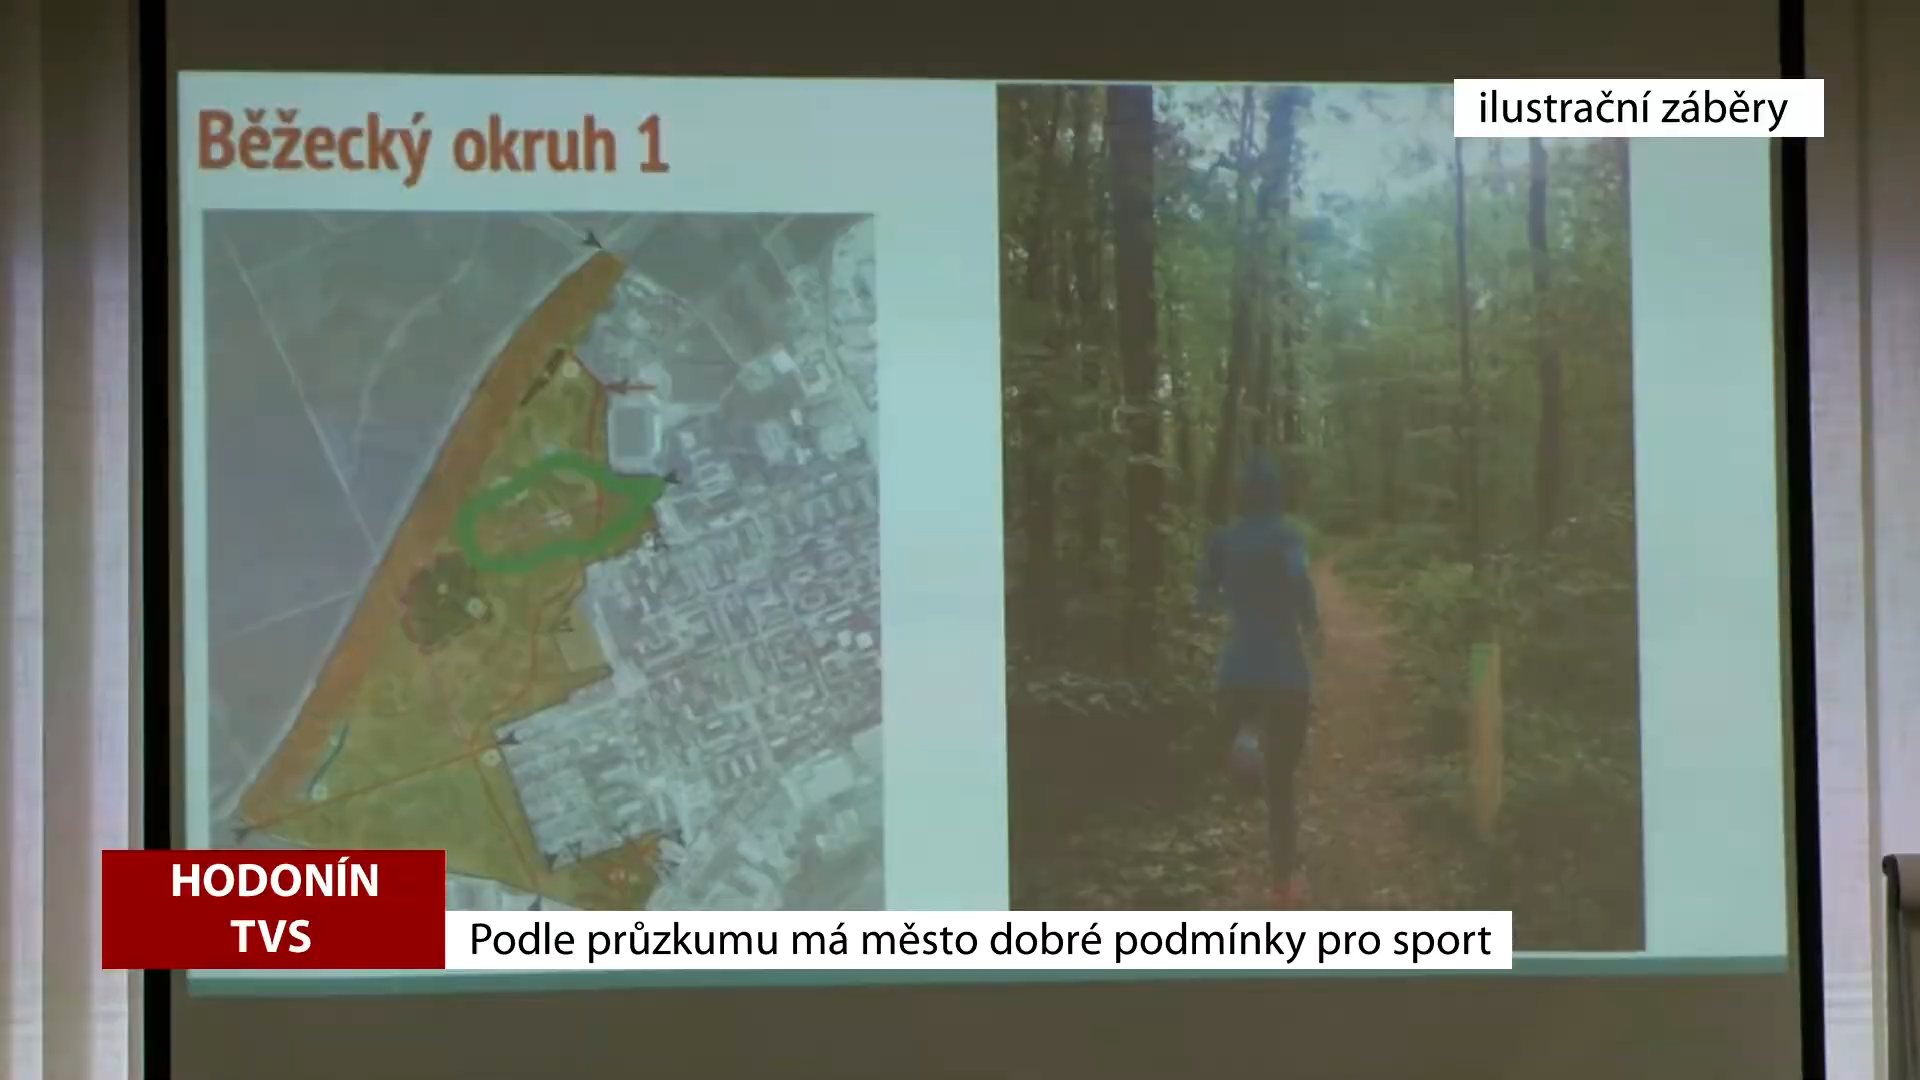 ilustrační záběry
Běžecký okruh 1
HODONÍN
TVS
Podle průzkumu má město dobré podmínky pro sport